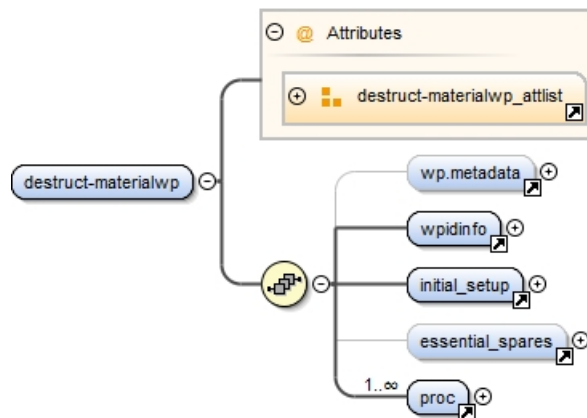 @ Attributes
destruct-materialwp_attlist
destruct-materialwp
wp.metadata
wpidinfo
initial_setup
essential_spares
1..∞
proc